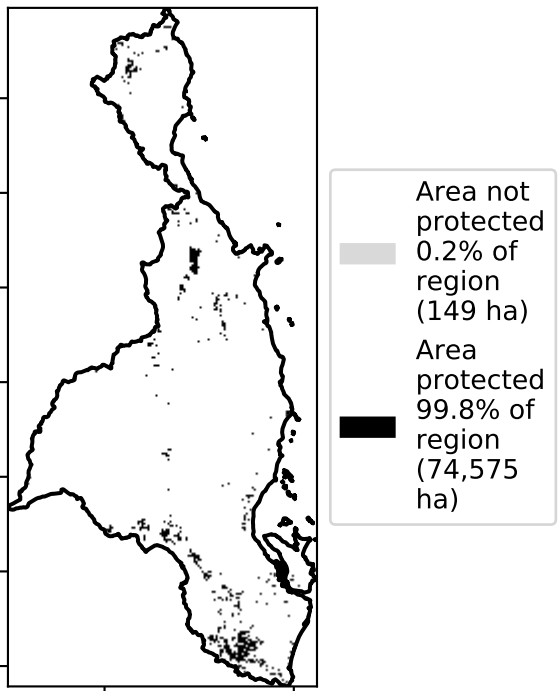 Area not
protected
0.2% of
region
(149 ha)
Area
protected
99.8% of
region
(74,575
ha)